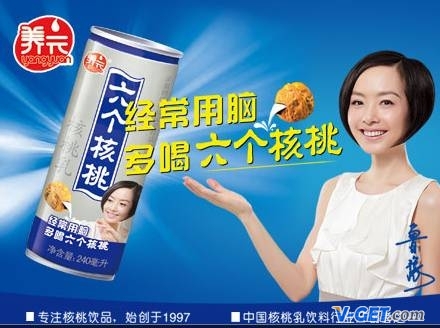 养元
yangyuan
经常用脑
多喝六个核桃
养元
六个核桃
核桃乳
经常用脑
多喝六个核桃
净含量:240毫升
鲁豫
■专注核桃饮品,始创于1997
■中国核桃乳饮料行业
V-GET.com